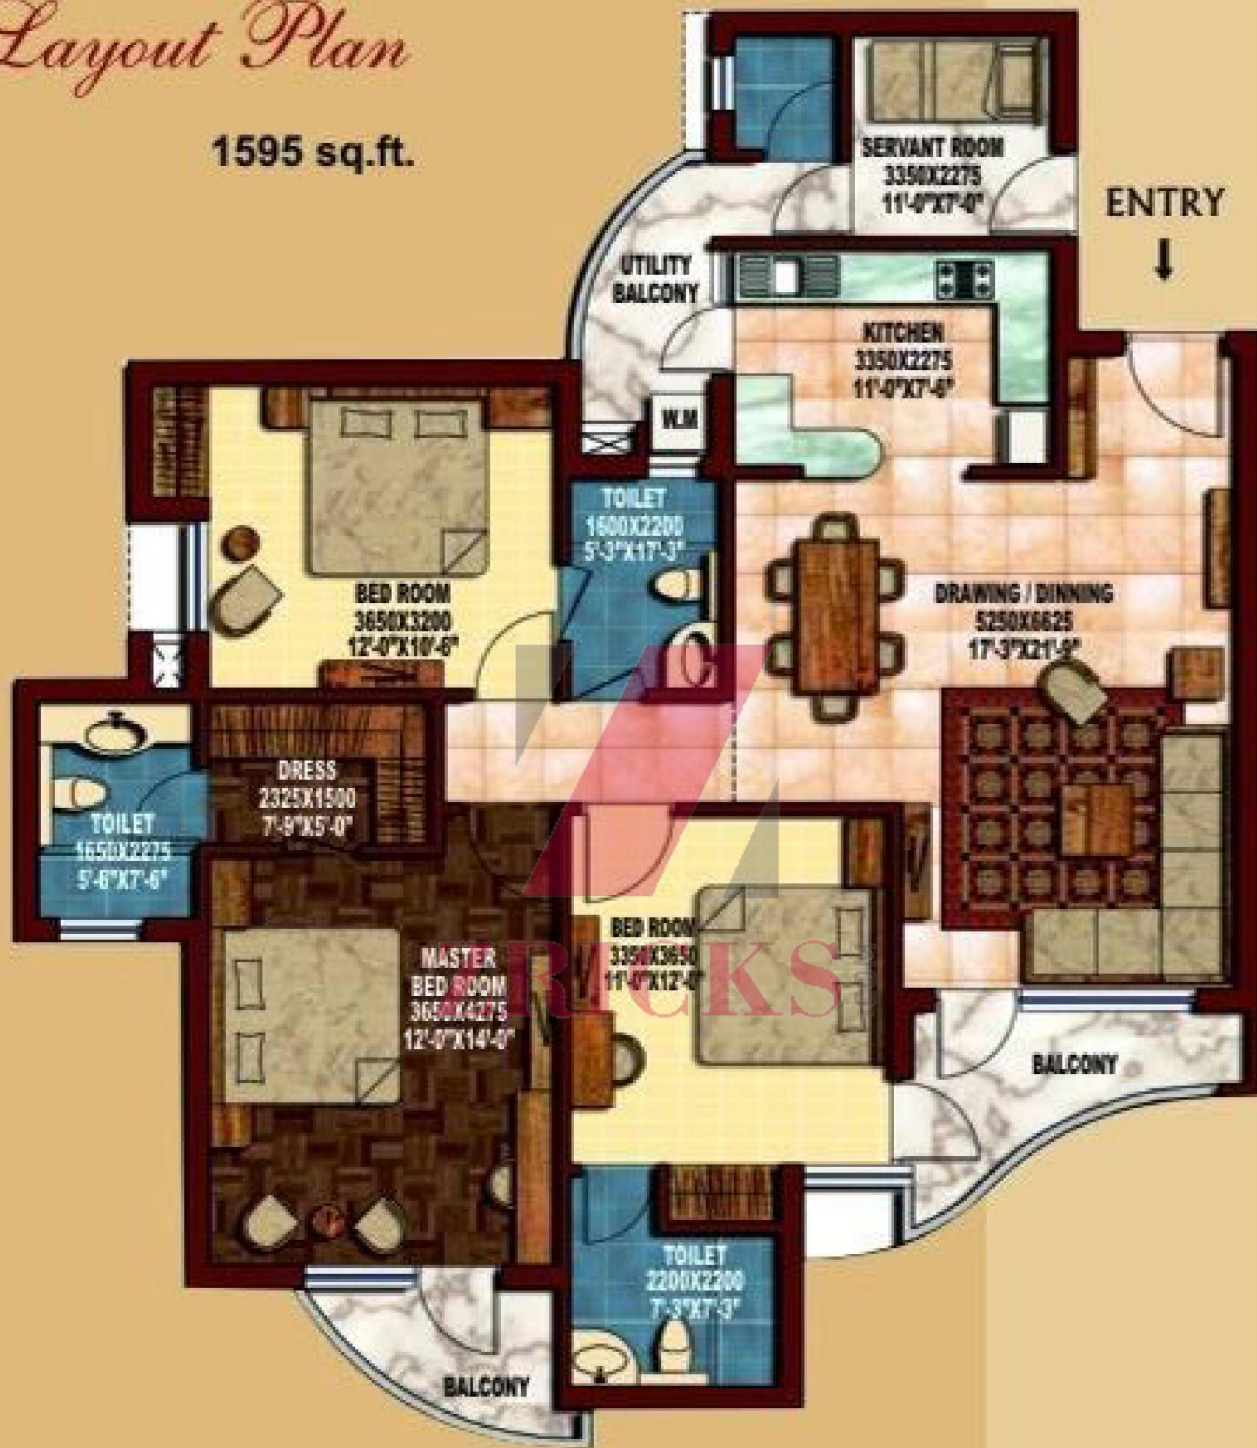 Layout Plan
1595 sq.ft.
SERVANT ROOM
3350X2275
11'-0"X7'-0"
ENTRY
UTILITY
BALCONY
KITCHEN
3350X2275
11'-0"X7'-6"
W.M
TOILET
1600X2200
5'-3"X17'-3"
BED ROOM
3650X3200
12'-0"X10'-6"
DRAWING / DINNING
5250X6625
17'-3"X21'-9"
DRESS
2325X1500
7'-9"X5'-0"
TOILET
1650X2275
5'-6"X7'-6"
BED ROOM
3350X3650
11'-0"X12'-0"
MASTER
BED ROOM
3650X4275
12'-0"X14'-0"
RICKS
BALCONY
TOILET
2200X2200
7'-3"X7'-3"
BALCONY